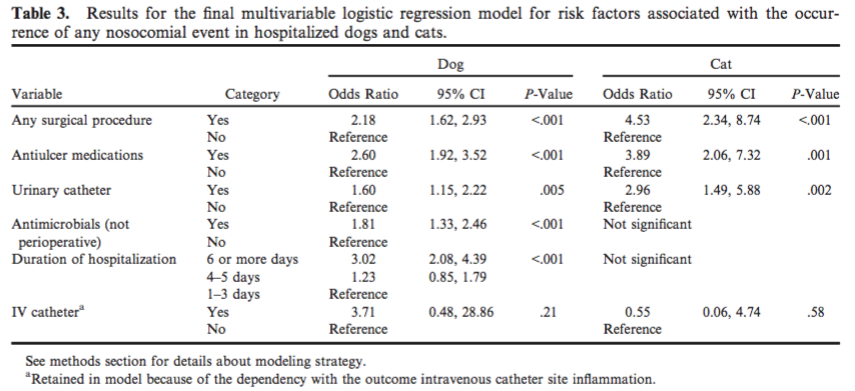 Table 3. Results for the final multivariable logistic regression model for risk factors associated with the occur-
rence of any nosocomial event in hospitalized dogs and cats.
Dog Cat
Variable Category Odds Ratio 95% CI P-Value Odds Ratio 95% CI P-Value
Any surgical procedure Yes 2.18 1.62, 2.93 <.001 4.53 2.34, 8.74 <.001
No Reference Reference
Antiulcer medications Yes 2.60 1.92, 3.52 <.001 3.89 2.06, 7.32 .001
No Reference Reference
Urinary catheter Yes 1.60 1.15, 2.22 .005 2.96 1.49, 5.88 .002
No Reference Reference
Antimicrobials (not Yes 1.81 1.33, 2.46 <.001 Not significant
perioperative) No Reference
Duration of hospitalization 6 or more days 3.02 2.08, 4.39 <.001 Not significant
4–5 days 1.23 0.85, 1.79
1–3 days Reference
IV catheterᵃ Yes 3.71 0.48, 28.86 .21 0.55 0.06, 4.74 .58
No Reference Reference
See methods section for details about modeling strategy.
ᵃRetained in model because of the dependency with the outcome intravenous catheter site inflammation.